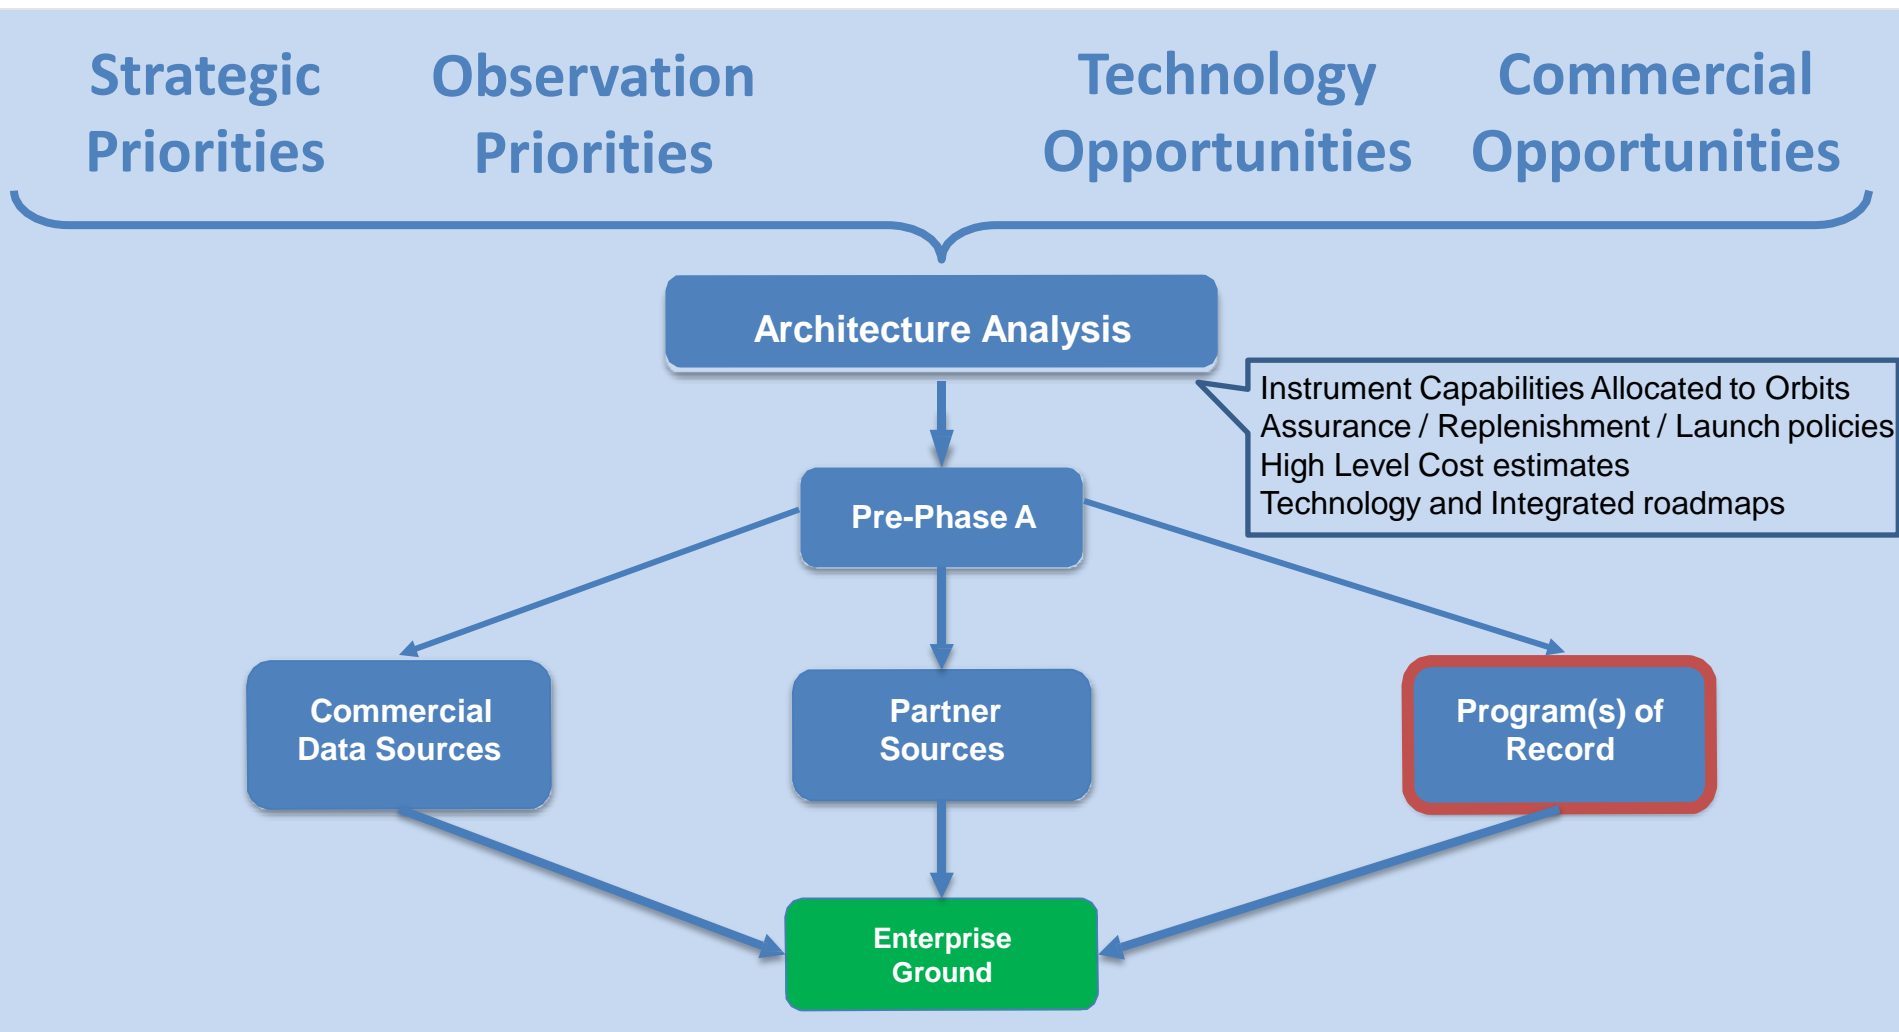 Strategic
Priorities
Observation
Priorities
Technology
Opportunities
Commercial
Opportunities
Architecture Analysis
Instrument Capabilities Allocated to Orbits
Assurance / Replenishment / Launch policies
High Level Cost estimates
Technology and Integrated roadmaps
Pre-Phase A
Commercial
Data Sources
Partner
Sources
Program(s) of
Record
Enterprise
Ground